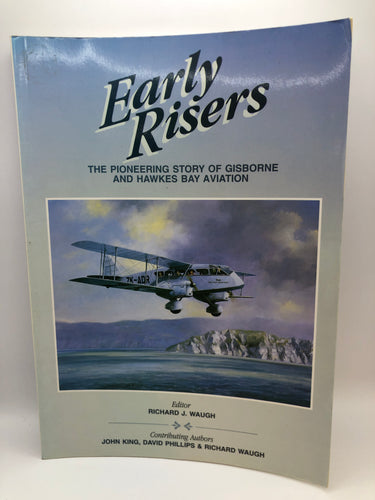 Early
Risers
THE PIONEERING STORY OF GISBORNE
AND HAWKES BAY AVIATION
ZK-ADR
Editor
RICHARD J. WAUGH
Contributing Authors
JOHN KING, DAVID PHILLIPS & RICHARD WAUGH